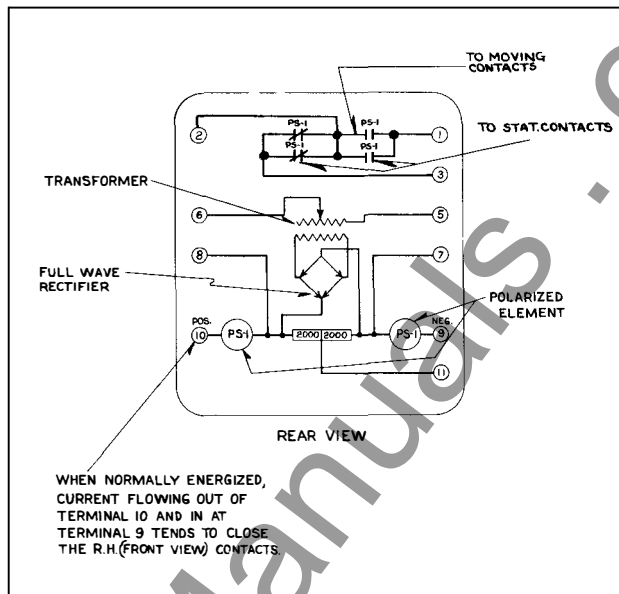 TO MOVING
CONTACTS
PS-1
PS-1
2
1
PS-1
PS-1
TO STAT.CONTACTS
3
TRANSFORMER
6
5
8
7
FULL WAVE
RECTIFIER
POLARIZED
ELEMENT
POS.
NEG.
10
PS-1
2000
2000
PS-1
9
11
REAR VIEW
WHEN NORMALLY ENERGIZED,
CURRENT FLOWING OUT OF
TERMINAL 10 AND IN AT
TERMINAL 9 TENDS TO CLOSE
THE R.H.(FRONT VIEW) CONTACTS.
Manuals .